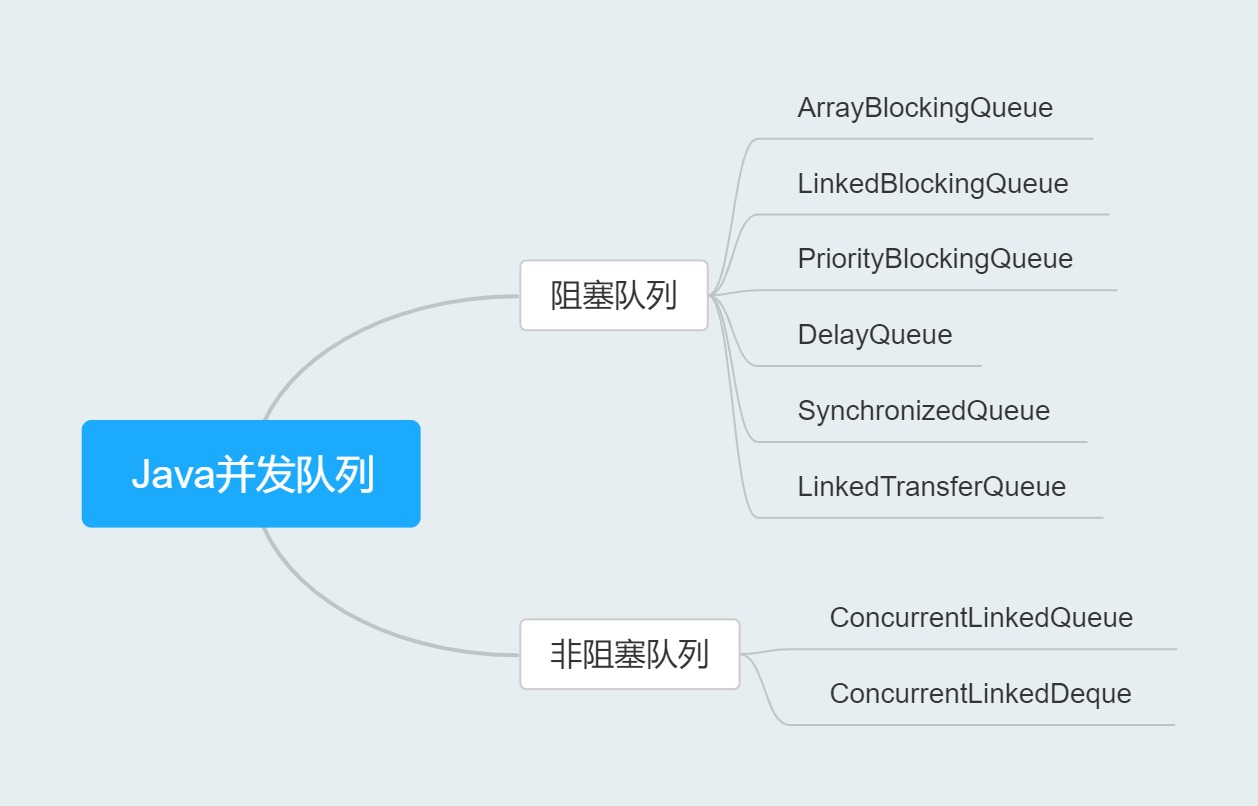 Java并发队列
阻塞队列
ArrayBlockingQueue
LinkedBlockingQueue
PriorityBlockingQueue
DelayQueue
SynchronizedQueue
LinkedTransferQueue
非阻塞队列
ConcurrentLinkedQueue
ConcurrentLinkedDeque